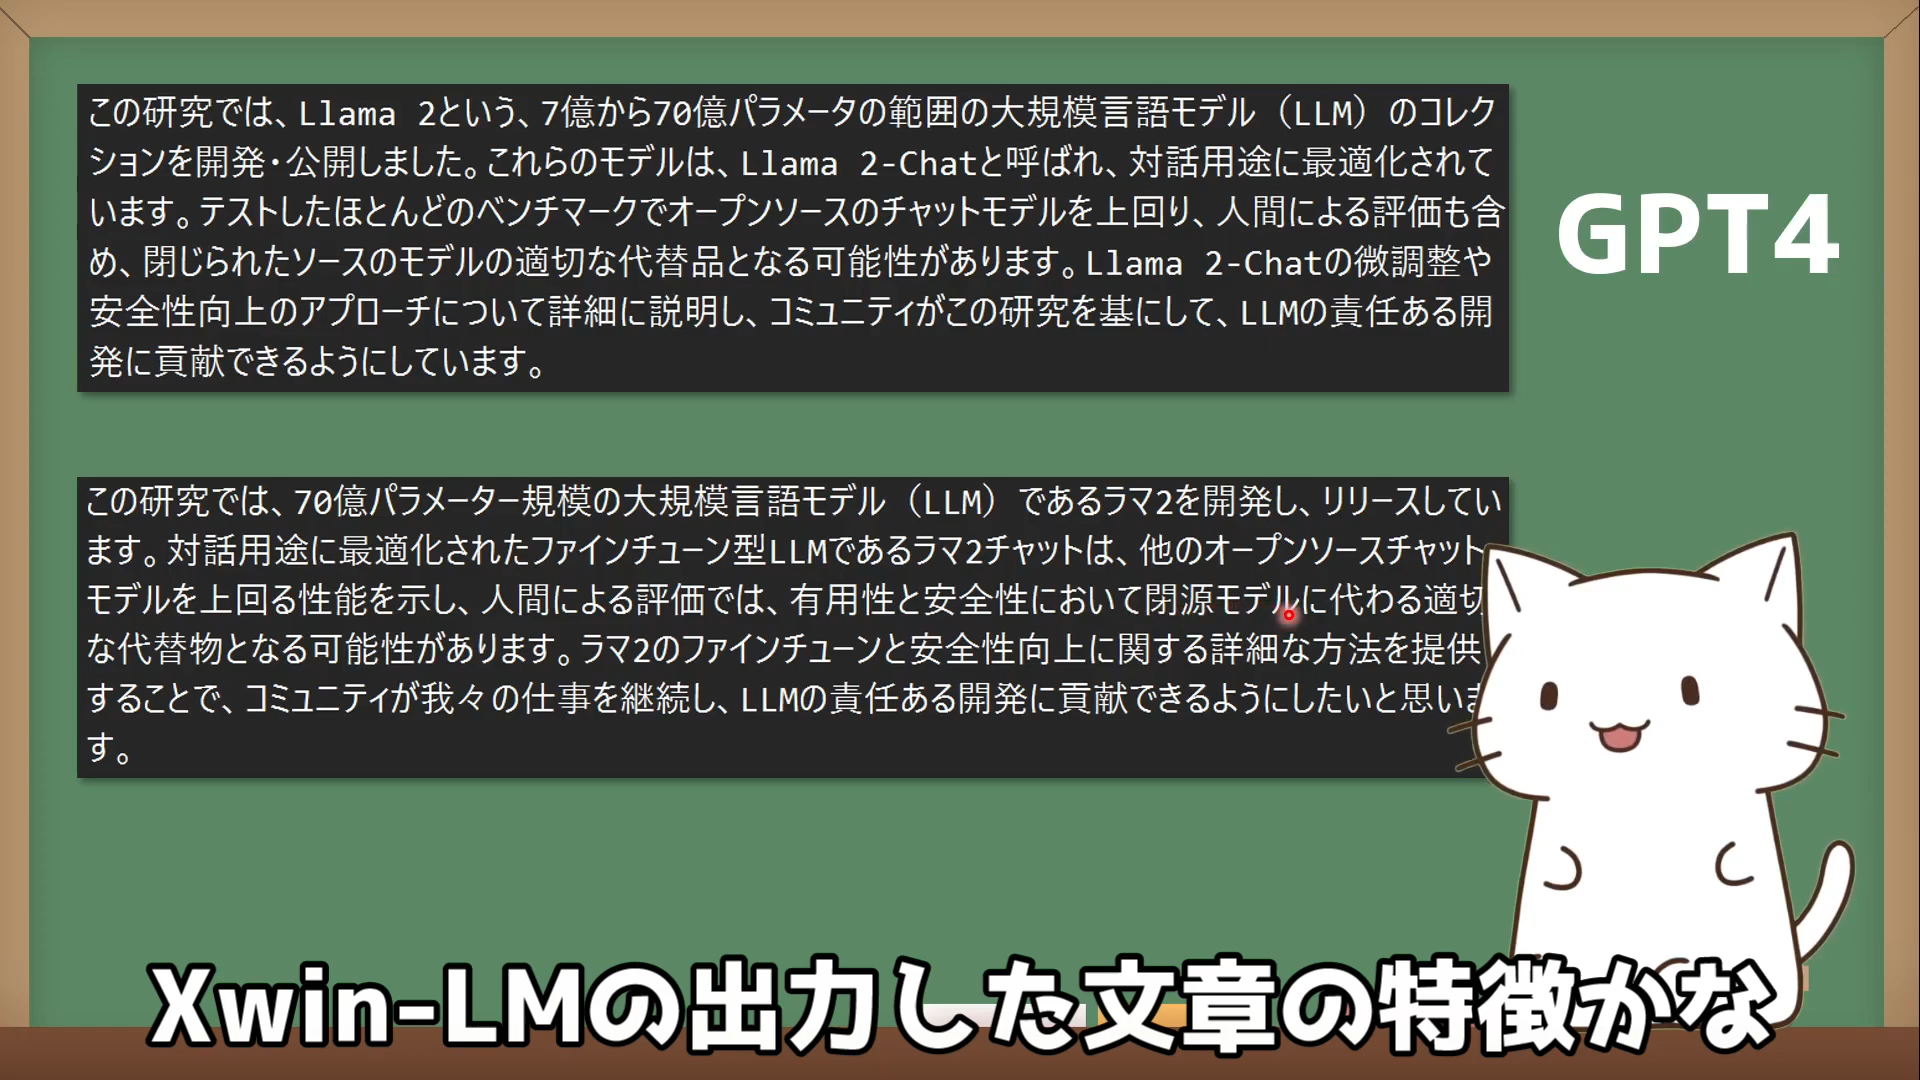 この研究では、Llama 2という、7億から70億パラメータの範囲の大規模言語モデル（LLM）のコレク
ションを開発・公開しました。これらのモデルは、Llama 2-Chatと呼ばれ、対話用途に最適化されて
います。テストしたほとんどのベンチマークでオープンソースのチャットモデルを上回り、人間による評価も含
め、閉じられたソースのモデルの適切な代替品となる可能性があります。Llama 2-Chatの微調整や
安全性向上のアプローチについて詳細に説明し、コミュニティがこの研究を基にして、LLMの責任ある開
発に貢献できるようにしています。
GPT4
この研究では、70億パラメーター規模の大規模言語モデル（LLM）であるラマ2を開発し、リリースしてい
ます。対話用途に最適化されたファインチューン型LLMであるラマ2チャットは、他のオープンソースチャット
モデルを上回る性能を示し、人間による評価では、有用性と安全性において閉源モデルに代わる適切
な代替物となる可能性があります。ラマ2のファインチューンと安全性向上に関する詳細な方法を提供
することで、コミュニティが我々の仕事を継続し、LLMの責任ある開発に貢献できるようにしたいと思いま
す。
Xwin-LMの出力した文章の特徴かな